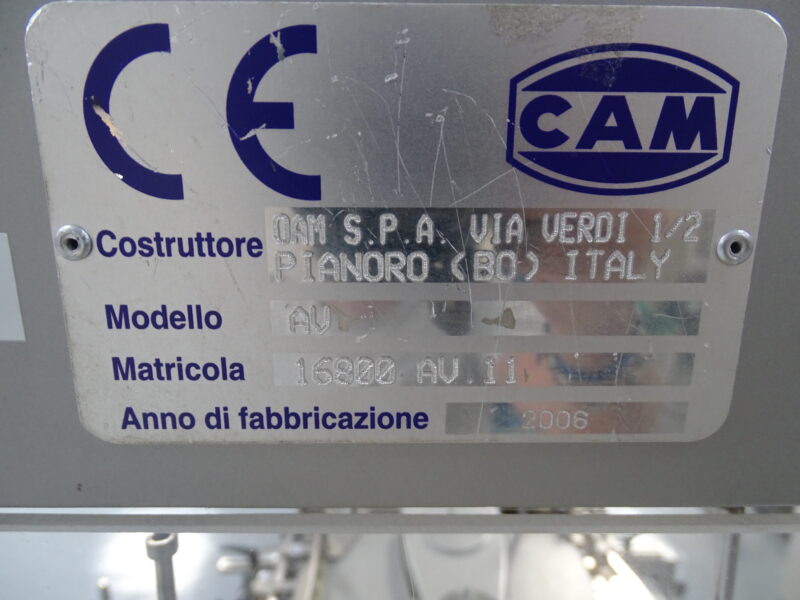 CE
CAM
Costruttore OAM S.P.A. VIA VERDI 1/2
PIANORO (BO) ITALY
Modello AV
Matricola 16800 AV.11
Anno di fabbricazione 2006